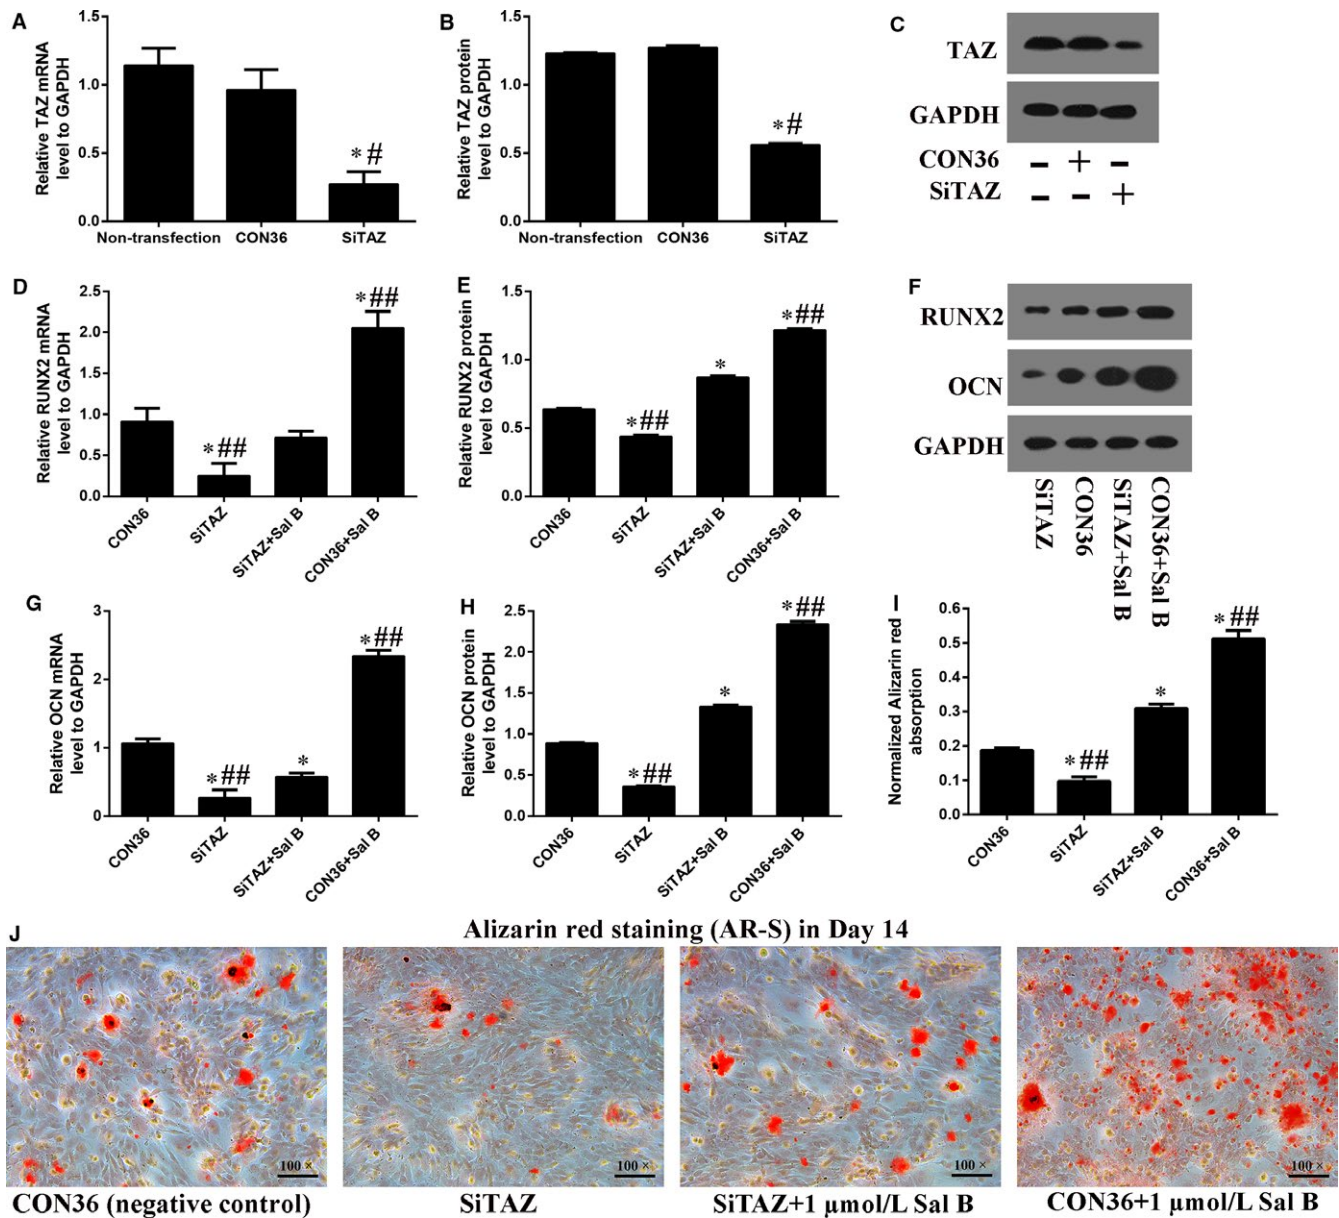 A
Relative TAZ mRNA
level to GAPDH
1.5
1.0
0.5
0.0
* #
Non-transfection CON36 SiTAZ
B
Relative TAZ protein
level to GAPDH
1.5
1.0
0.5
0.0
* #
Non-transfection CON36 SiTAZ
C
TAZ
GAPDH
CON36 - + -
SiTAZ - - +
D
Relative RUNX2 mRNA
level to GAPDH
2.5
2.0
1.5
1.0
0.5
0.0
* ##
* ##
CON36 SiTAZ SiTAZ+Sal B CON36+Sal B
E
Relative RUNX2 protein
level to GAPDH
1.5
1.0
0.5
0.0
* ##
*
* ##
CON36 SiTAZ SiTAZ+Sal B CON36+Sal B
F
RUNX2
OCN
GAPDH
SiTAZ CON36 SiTAZ+Sal B CON36+Sal B
G
Relative OCN mRNA
level to GAPDH
3
2
1
0
* ##
*
* ##
CON36 SiTAZ SiTAZ+Sal B CON36+Sal B
H
Relative OCN protein
level to GAPDH
2.5
2.0
1.5
1.0
0.5
0.0
* ##
*
* ##
CON36 SiTAZ SiTAZ+Sal B CON36+Sal B
I
Normalized Alizarin red
absorption
0.6
0.5
0.4
0.3
0.2
0.1
0.0
* ##
*
* ##
CON36 SiTAZ SiTAZ+Sal B CON36+Sal B
J
Alizarin red staining (AR-S) in Day 14
100 ×
100 ×
100 ×
100 ×
CON36 (negative control)
SiTAZ
SiTAZ+1 µmol/L Sal B
CON36+1 µmol/L Sal B